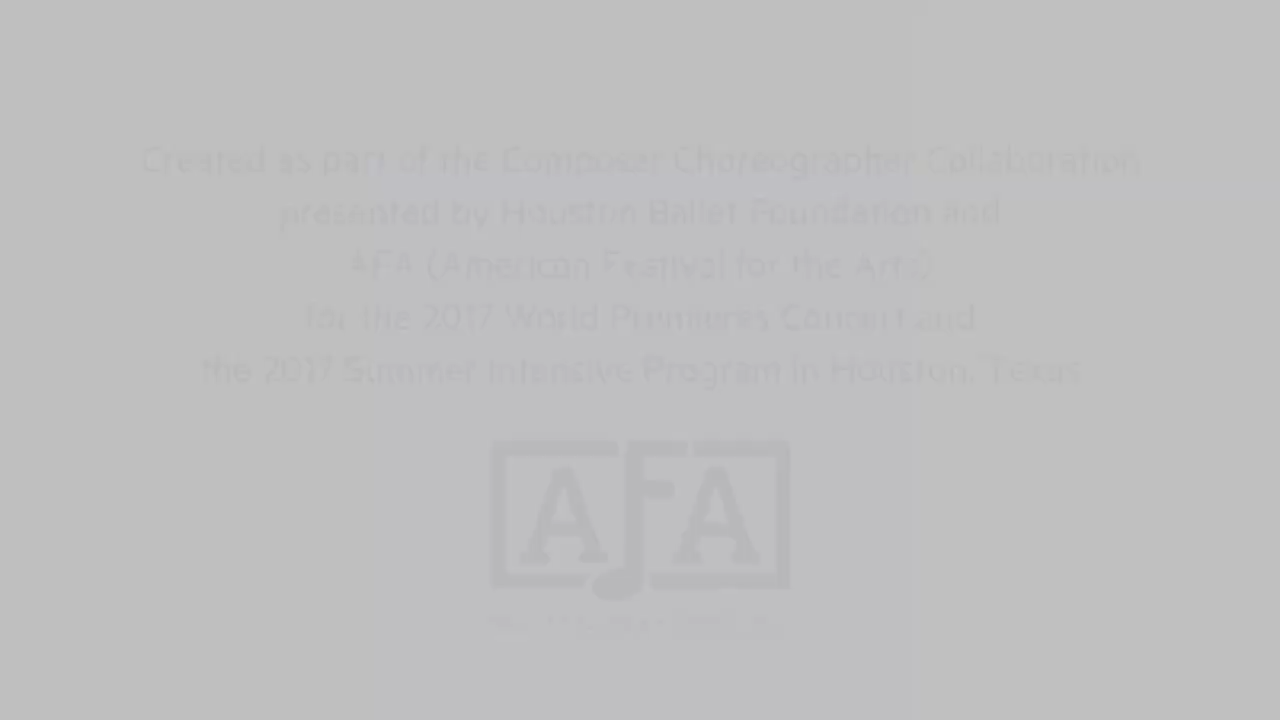 Created as part of the Composer Choreographer Collaboration
presented by Houston Ballet Foundation and
AFA (American Festival for the Arts)
for the 2017 World Premieres Concert and
the 2017 Summer Intensive Program in Houston, Texas
AFA